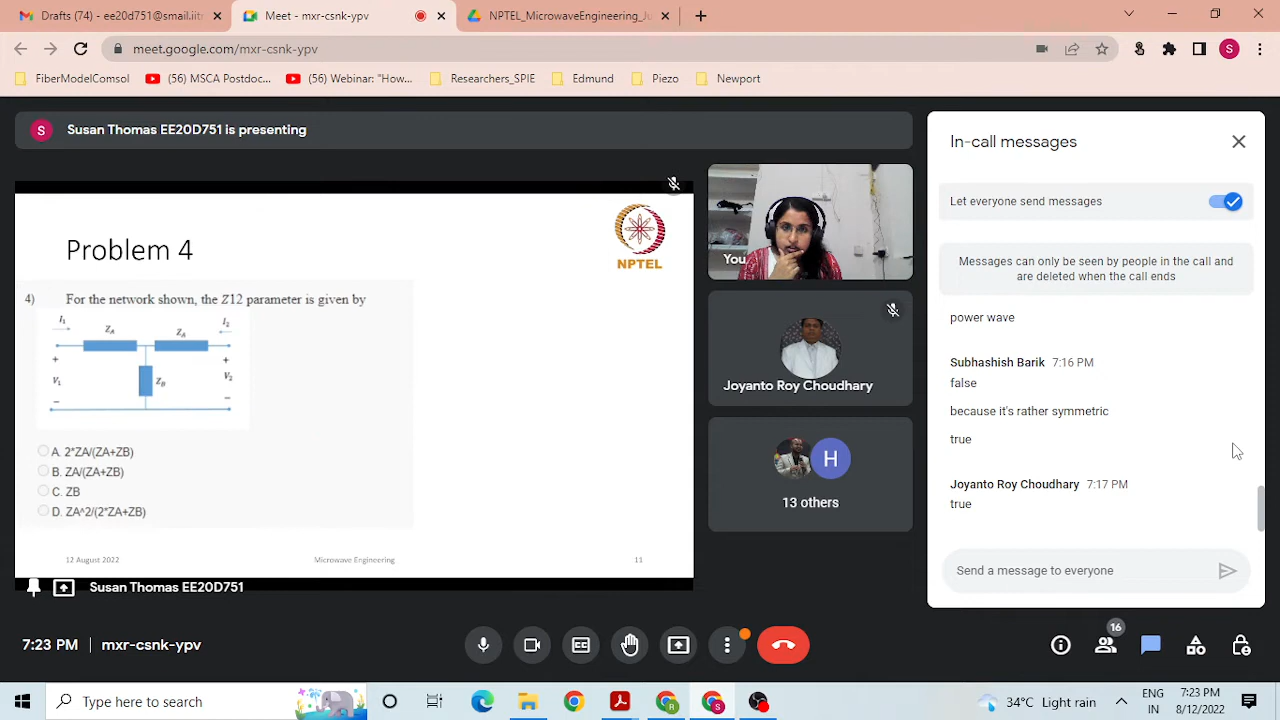 Drafts (74) - ee20d751@smail.iitm
Meet - mxr-csnk-ypv
NPTEL_MicrowaveEngineering_Ju
meet.google.com/mxr-csnk-ypv
FiberModelComsol
(56) MSCA Postdoc...
(56) Webinar: "How...
Researchers_SPIE
Edmund
Piezo
Newport
S
S Susan Thomas EE20D751 is presenting
Problem 4
NPTEL
4) For the network shown, the Z12 parameter is given by
I1
ZA
ZA
I2
+
V1
−
ZB
+
V2
−
A. 2*ZA/(ZA+ZB)
B. ZA/(ZA+ZB)
C. ZB
D. ZA^2/(2*ZA+ZB)
12 August 2022
Microwave Engineering
11
Susan Thomas EE20D751
You
Joyanto Roy Choudhary
H
13 others
In-call messages
Let everyone send messages
Messages can only be seen by people in the call and
are deleted when the call ends
power wave
Subhashish Barik 7:16 PM
false
because it's rather symmetric
true
Joyanto Roy Choudhary 7:17 PM
true
Send a message to everyone
7:23 PM | mxr-csnk-ypv
16
Type here to search
34°C Light rain
ENG
IN
7:23 PM
8/12/2022